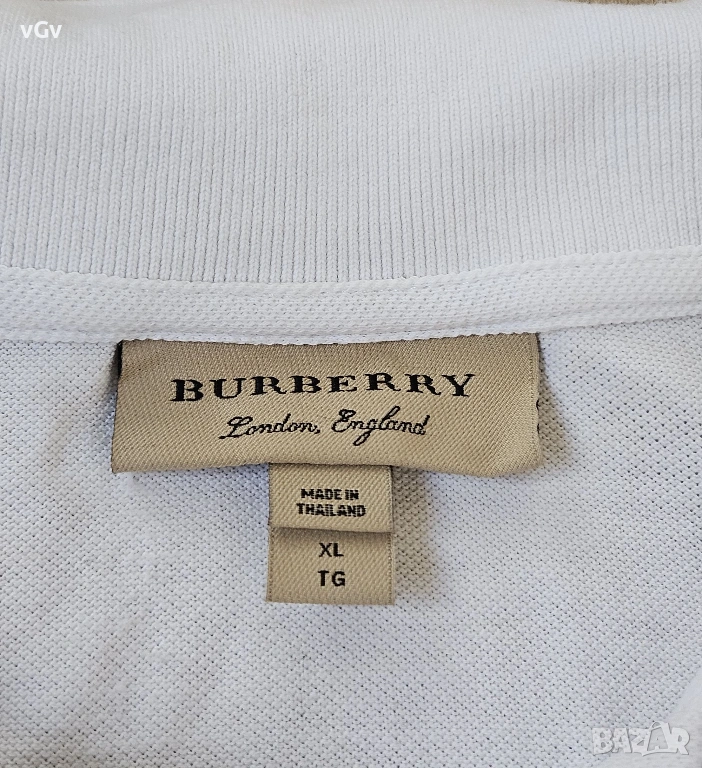 vGv
BURBERRY
London, England
MADE IN
THAILAND
XL
TG
BAZAR